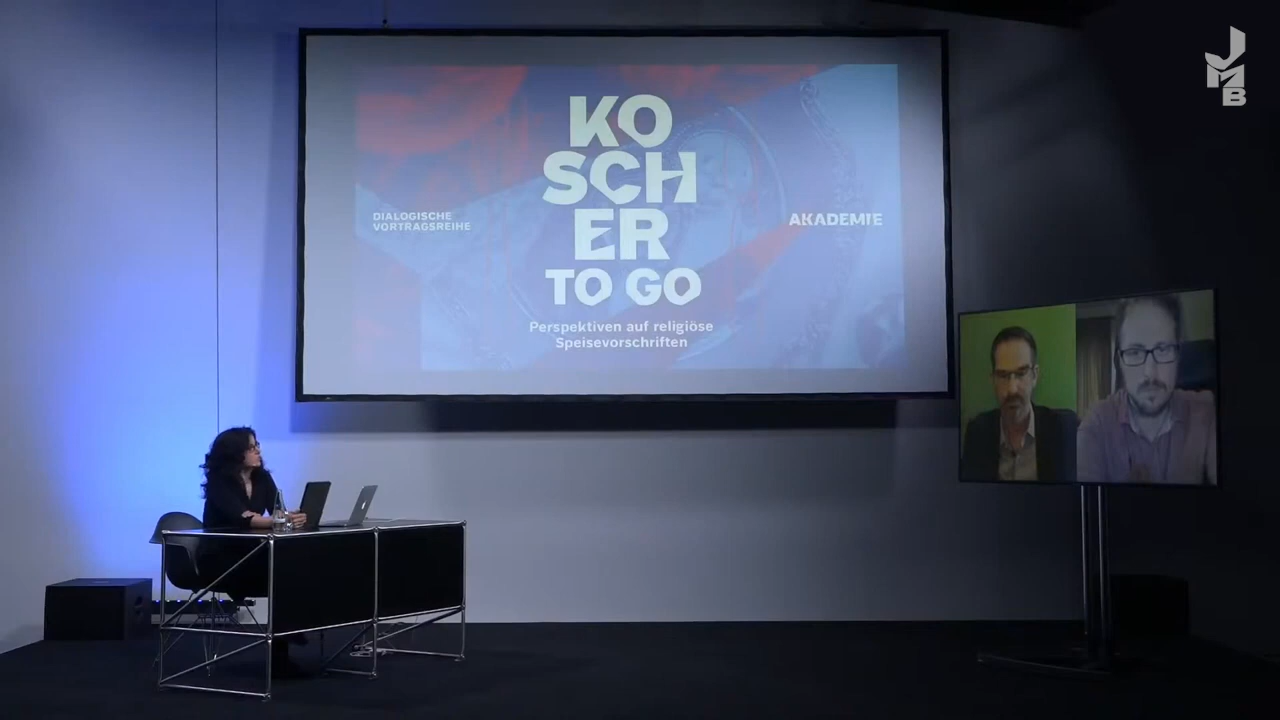 JMB
KO
SCH
ER
TO GO
DIALOGISCHE
VORTRAGSREIHE
AKADEMIE
Perspektiven auf religiöse
Speisevorschriften